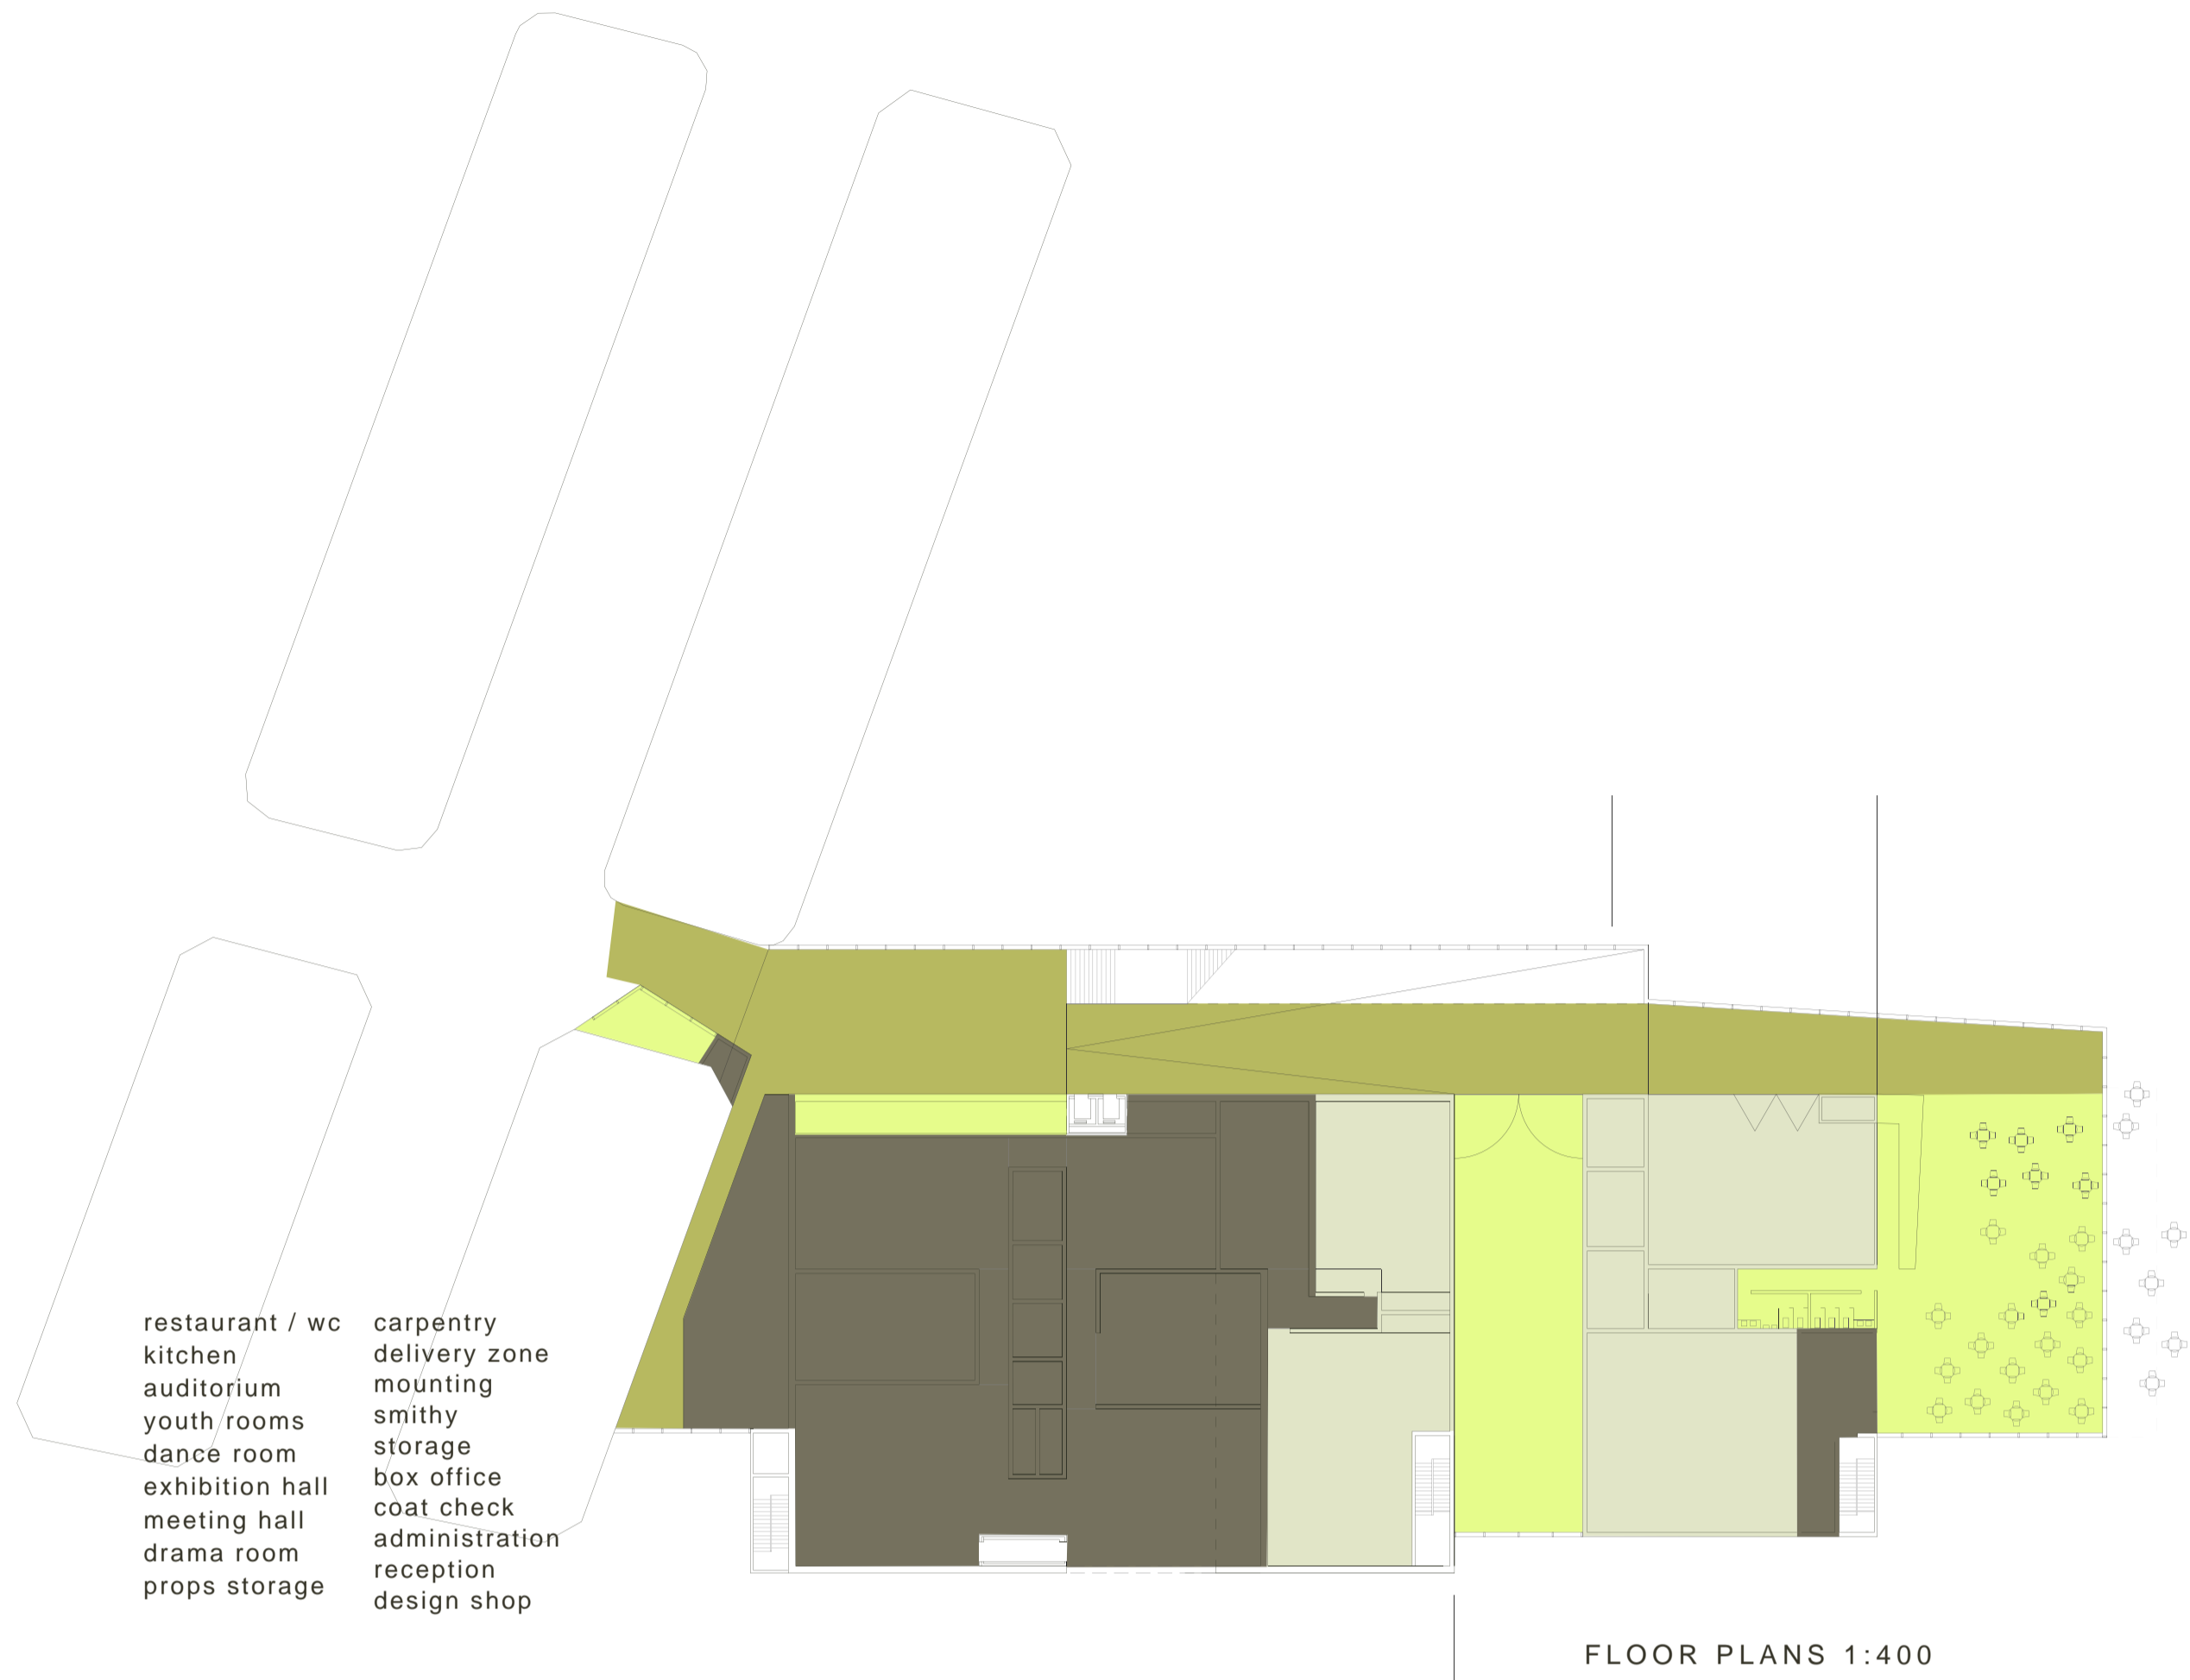 restaurant / wc
kitchen
auditorium
youth rooms
dance room
exhibition hall
meeting hall
drama room
props storage
carpentry
delivery zone
mounting
smithy
storage
box office
coat check
administration
reception
design shop
FLOOR PLANS 1:400